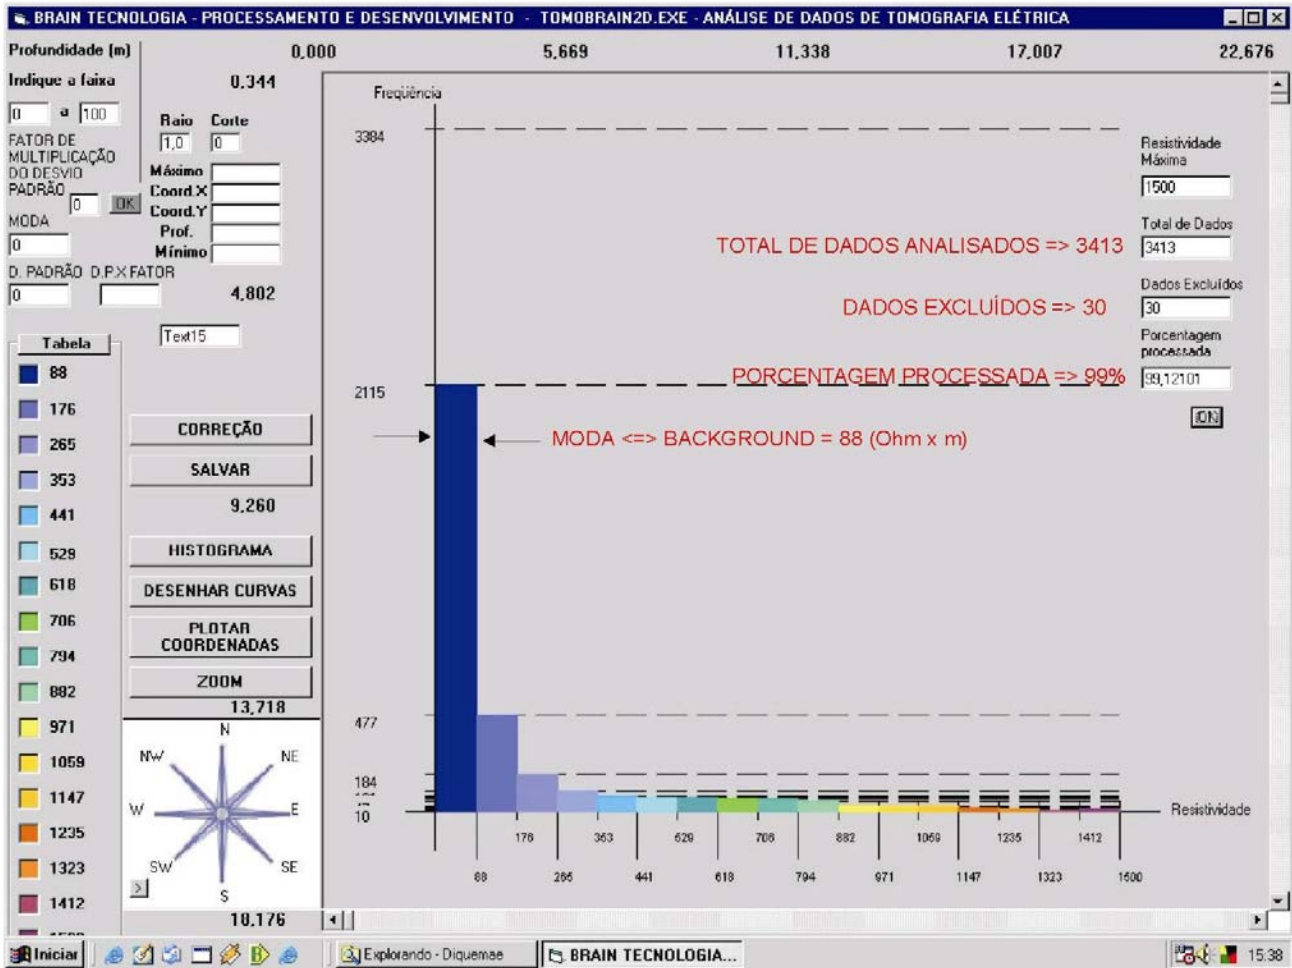 BRAIN TECNOLOGIA - PROCESSAMENTO E DESENVOLVIMENTO - TOMOBRAIN2D.EXE - ANÁLISE DE DADOS DE TOMOGRAFIA ELÉTRICA
Profundidade (m)
0,000 5,669 11,338 17,007 22,676
Indique a faixa
0 a 100
FATOR DE
MULTIPLICAÇÃO
DO DESVIO
PADRÃO
0 OK
MODA
0
D. PADRÃO D.P.X FATOR
0
0,344
Raio Corte
1,0 0
Máximo
Coord.X
Coord.Y
Prof.
Mínimo
4,802
Text15
Tabela
88
176
265
353
441
529
618
706
794
882
971
1059
1147
1235
1323
1412
CORREÇÃO
SALVAR
9,260
HISTOGRAMA
DESENHAR CURVAS
PLOTAR
COORDENADAS
ZOOM
13,718
N
NW NE
W E
SW SE
S
>
18,176
Freqüência
3384
2115
477
184
10
TOTAL DE DADOS ANALISADOS => 3413
DADOS EXCLUÍDOS => 30
PORCENTAGEM PROCESSADA => 99%
MODA <=> BACKGROUND = 88 (Ohm x m)
Resistividade
Máxima
1500
Total de Dados
3413
Dados Excluídos
30
Porcentagem
processada
99,12101
ON
Resistividade
176 353 529 706 882 1059 1235 1412
88 265 441 618 794 971 1147 1323 1500
Iniciar
Explorando - Diquemae
BRAIN TECNOLOGIA...
15:38